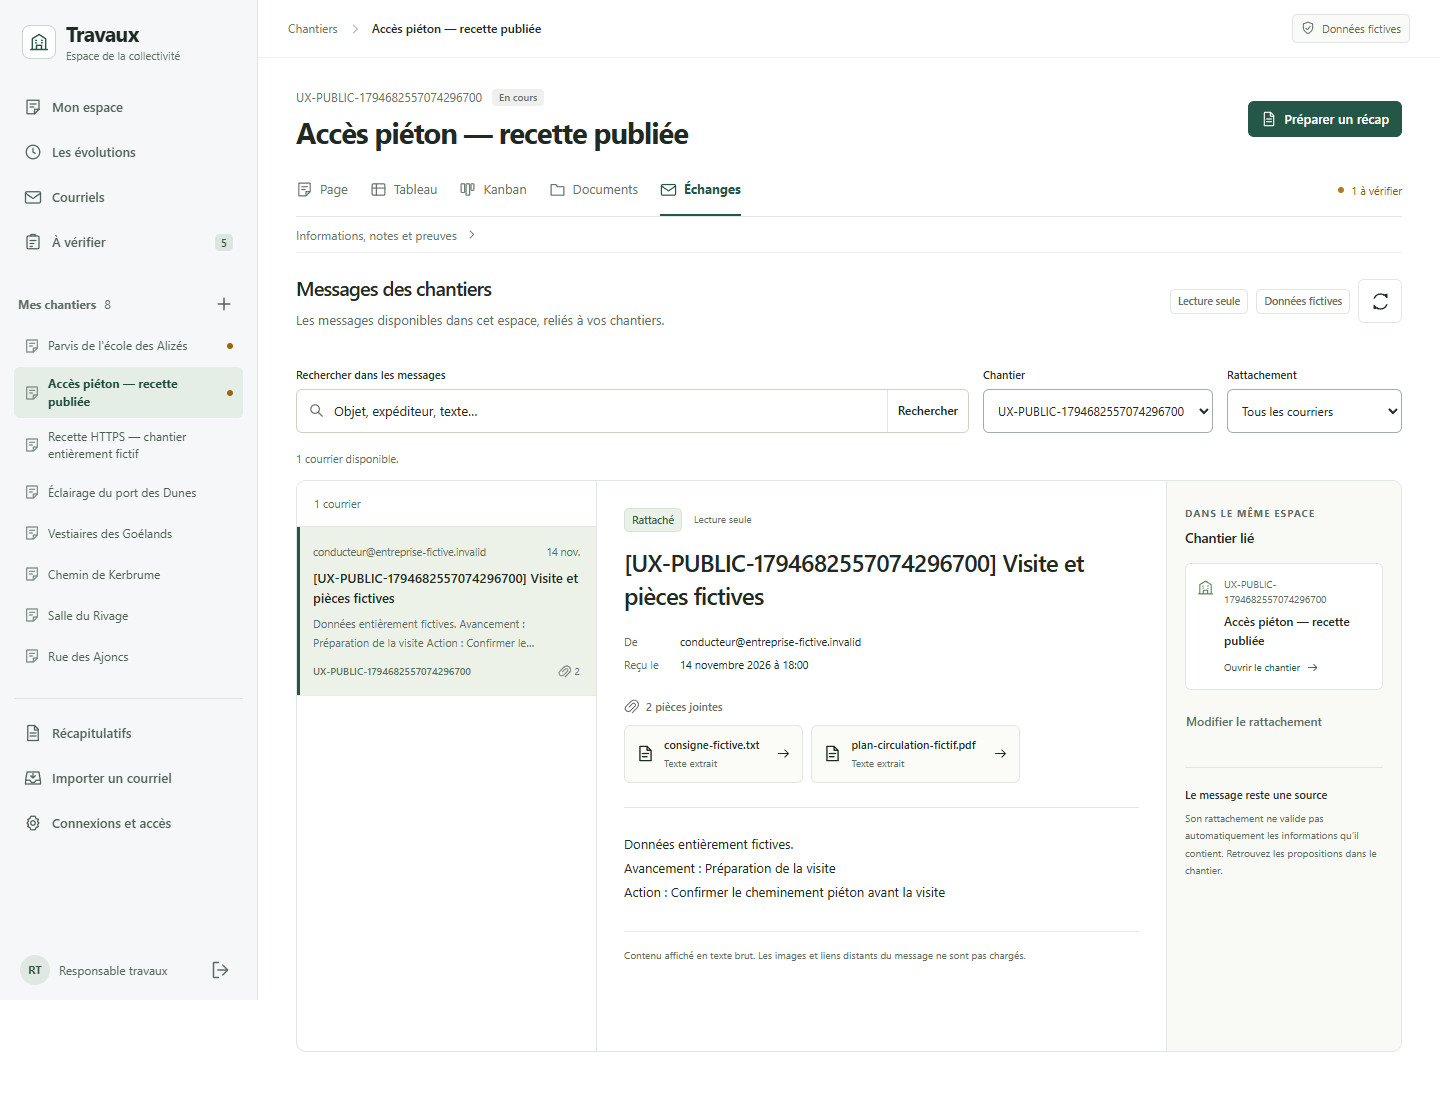 Travaux
Espace de la collectivité
Mon espace
Les évolutions
Courriels
À vérifier 5
Mes chantiers 8
Parvis de l'école des Alizés
Accès piéton — recette
publiée
Recette HTTPS — chantier
entièrement fictif
Éclairage du port des Dunes
Vestiaires des Goélands
Chemin de Kerbrume
Salle du Rivage
Rue des Ajoncs
Récapitulatifs
Importer un courriel
Connexions et accès
RT Responsable travaux
Chantiers Accès piéton — recette publiée
Données fictives
UX-PUBLIC-1794682557074296700 En cours
Accès piéton — recette publiée
Préparer un récap
Page Tableau Kanban Documents Échanges
1 à vérifier
Informations, notes et preuves
Messages des chantiers
Les messages disponibles dans cet espace, reliés à vos chantiers.
Lecture seule Données fictives
Rechercher dans les messages
Objet, expéditeur, texte...
Rechercher
Chantier
UX-PUBLIC-1794682557074296700
Rattachement
Tous les courriers
1 courrier disponible.
1 courrier
conducteur@entreprise-fictive.invalid 14 nov.
[UX-PUBLIC-1794682557074296700] Visite et
pièces fictives
Données entièrement fictives. Avancement :
Préparation de la visite Action : Confirmer le...
UX-PUBLIC-1794682557074296700 2
Rattaché Lecture seule
[UX-PUBLIC-1794682557074296700] Visite et
pièces fictives
De conducteur@entreprise-fictive.invalid
Reçu le 14 novembre 2026 à 18:00
2 pièces jointes
consigne-fictive.txt
Texte extrait
plan-circulation-fictif.pdf
Texte extrait
Données entièrement fictives.
Avancement : Préparation de la visite
Action : Confirmer le cheminement piéton avant la visite
Contenu affiché en texte brut. Les images et liens distants du message ne sont pas chargés.
DANS LE MÊME ESPACE
Chantier lié
UX-PUBLIC-
1794682557074296700
Accès piéton — recette
publiée
Ouvrir le chantier
Modifier le rattachement
Le message reste une source
Son rattachement ne valide pas
automatiquement les informations qu'il
contient. Retrouvez les propositions dans le
chantier.